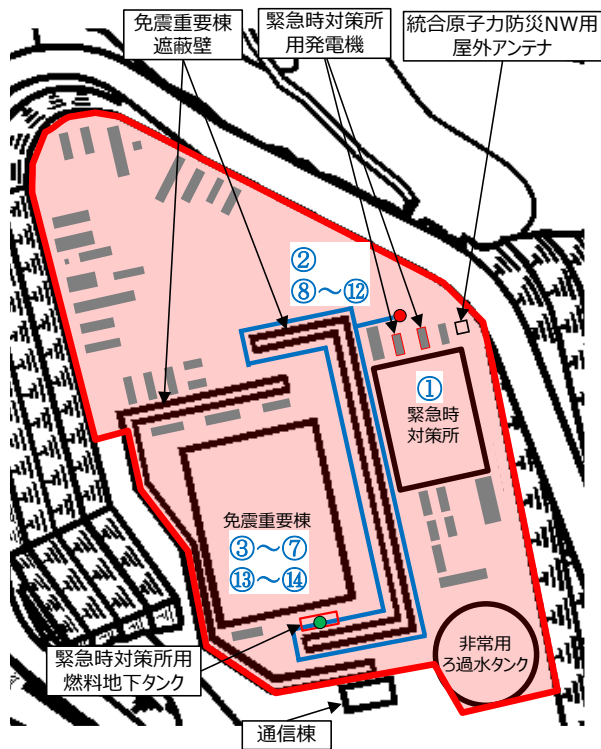 免震重要棟
遮蔽壁
緊急時対策所
用発電機
統合原子力防災NW用
屋外アンテナ
②
⑧～⑫
①
緊急時
対策所
免震重要棟
③～⑦
⑬～⑭
緊急時対策所用
燃料地下タンク
非常用
ろ過水タンク
通信棟